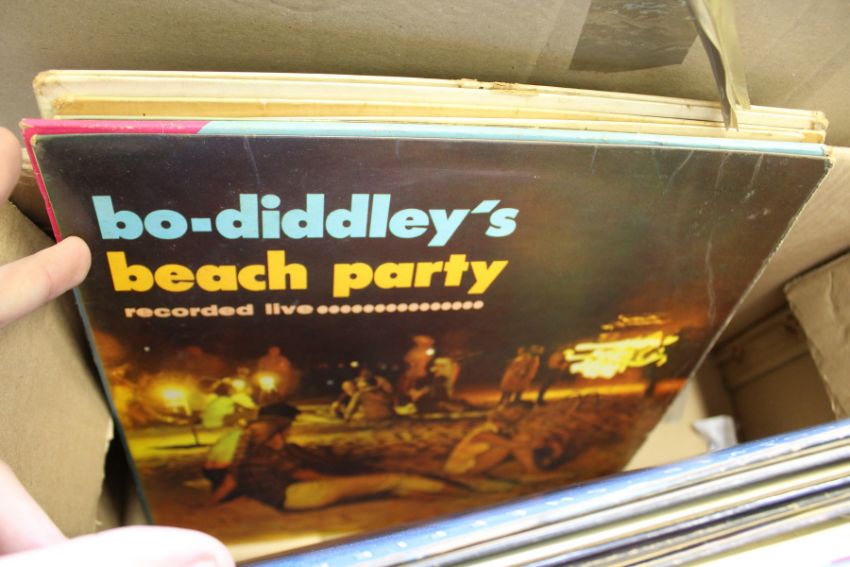 bo-diddley's
beach party
recorded live................